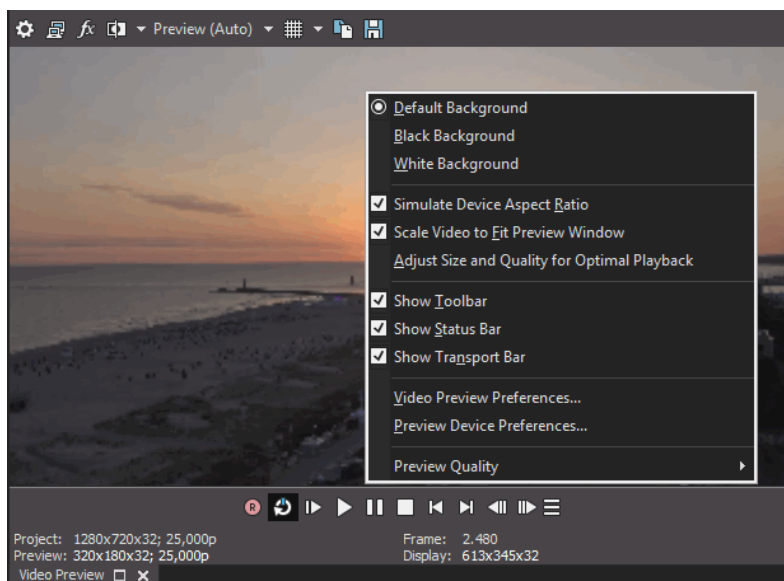 fx Preview (Auto)
Default Background
Black Background
White Background
Simulate Device Aspect Ratio
Scale Video to Fit Preview Window
Adjust Size and Quality for Optimal Playback
Show Toolbar
Show Status Bar
Show Transport Bar
Video Preview Preferences...
Preview Device Preferences...
Preview Quality
R
Project: 1280x720x32; 25,000p Frame: 2.480
Preview: 320x180x32; 25,000p Display: 613x345x32
Video Preview